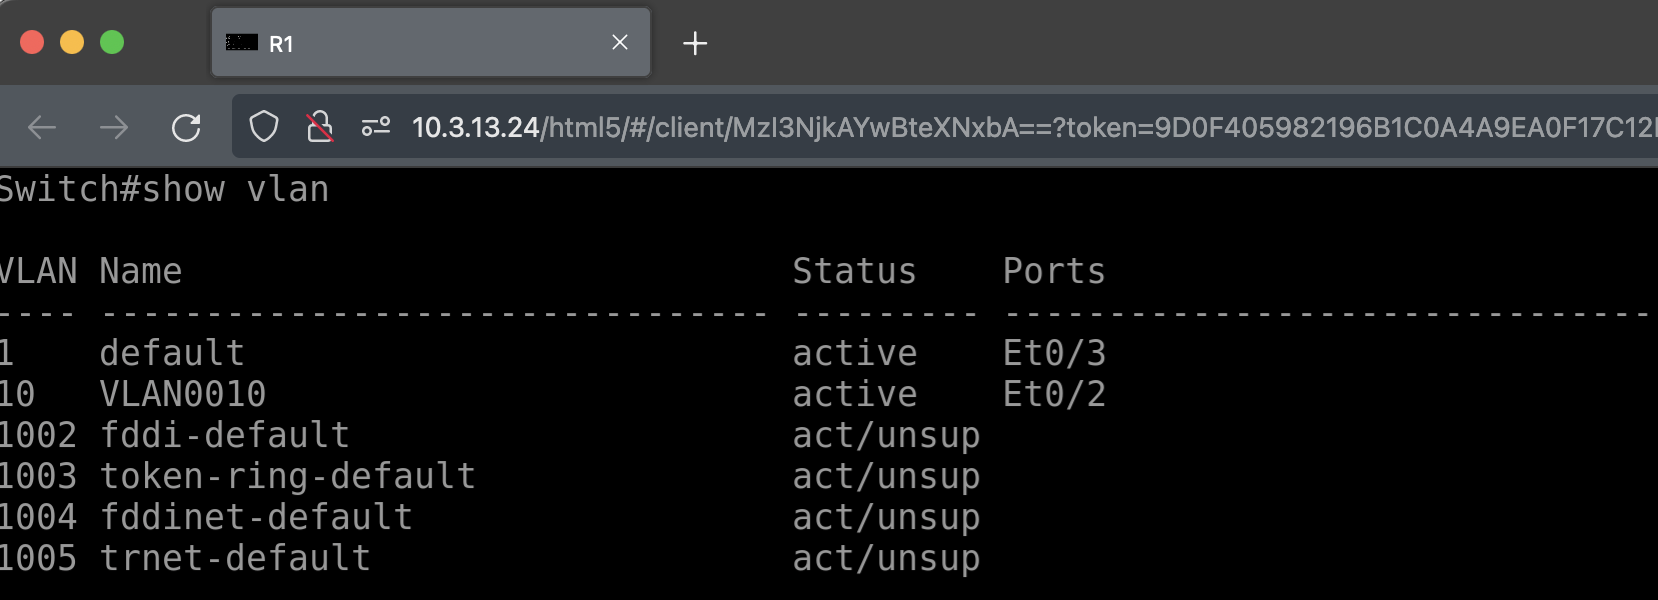 R1
10.3.13.24/html5/#/client/MzI3NjkAYwBteXNxbA==?token=9D0F405982196B1C0A4A9EA0F17C12
Switch#show vlan
VLAN Name Status Ports
---- -------------------------------- --------- -------------------------------
1 default active Et0/3
10 VLAN0010 active Et0/2
1002 fddi-default act/unsup
1003 token-ring-default act/unsup
1004 fddinet-default act/unsup
1005 trnet-default act/unsup